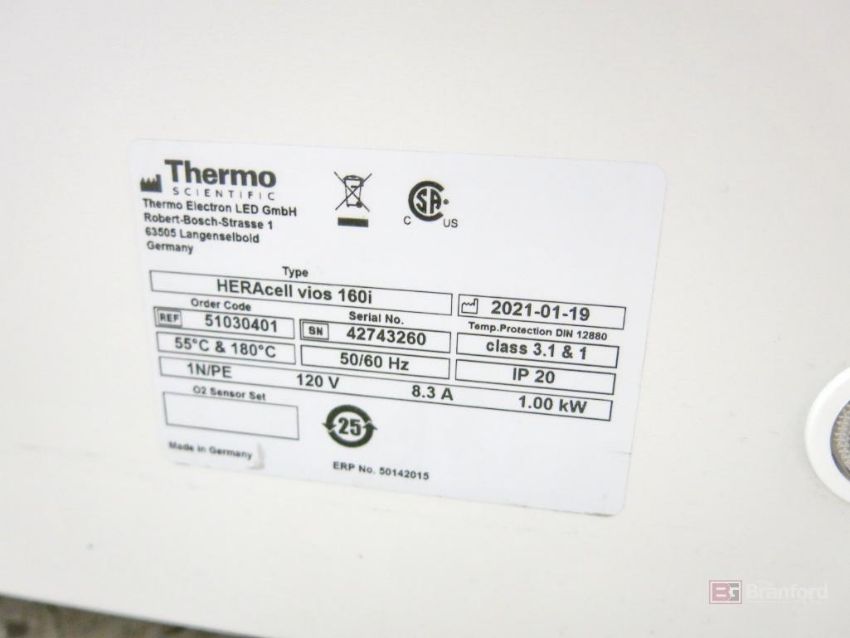 Thermo
SCIENTIFIC
Thermo Electron LED GmbH
Robert-Bosch-Strasse 1
63505 Langenselbold
Germany
C SA US
Type
HERAcell vios 160i
2021-01-19
Order Code
Serial No.
Temp.Protection DIN 12880
REF 51030401
SN 42743260
class 3.1 & 1
55°C & 180°C
50/60 Hz
IP 20
1N/PE 120 V 8.3 A 1.00 kW
O2 Sensor Set
25
Made in Germany
ERP No. 50142015
BG Branford